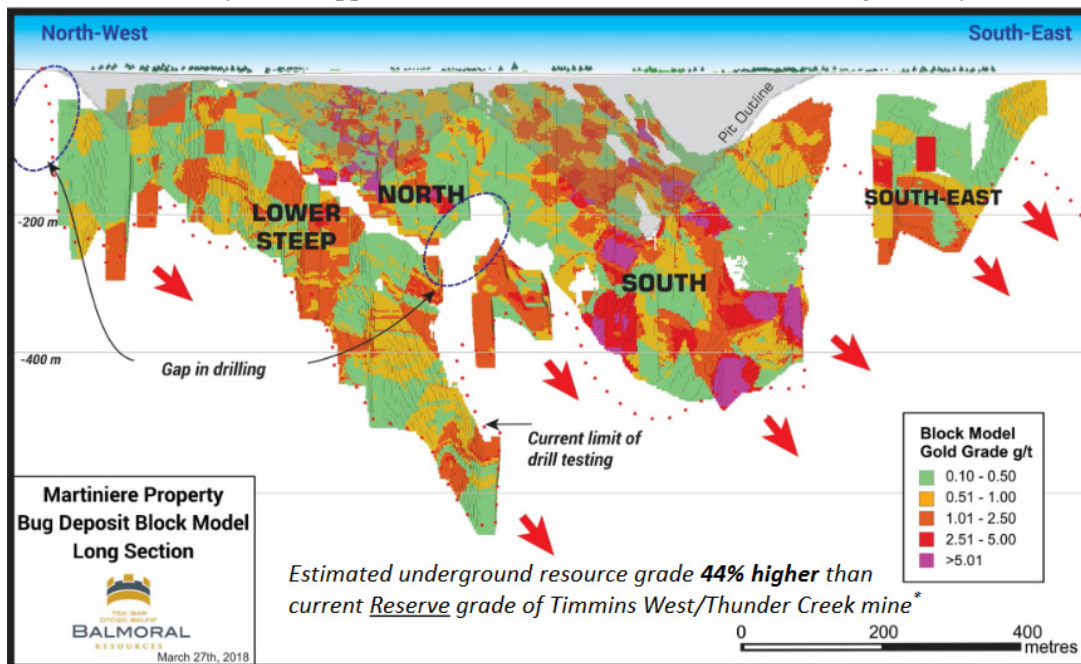 North-West
South-East
Pit Outline
NORTH
SOUTH-EAST
-200 m
LOWER
STEEP
SOUTH
-400 m
Gap in drilling
Current limit of
drill testing
Block Model
Gold Grade g/t
0.10 - 0.50
0.51 - 1.00
1.01 - 2.50
2.51 - 5.00
>5.01
Martiniere Property
Bug Deposit Block Model
Long Section
TSX: BAR
OTCQX: BALMF
BALMORAL
RESOURCES
March 27th, 2018
Estimated underground resource grade 44% higher than
current Reserve grade of Timmins West/Thunder Creek mine*
0 200 400
metres